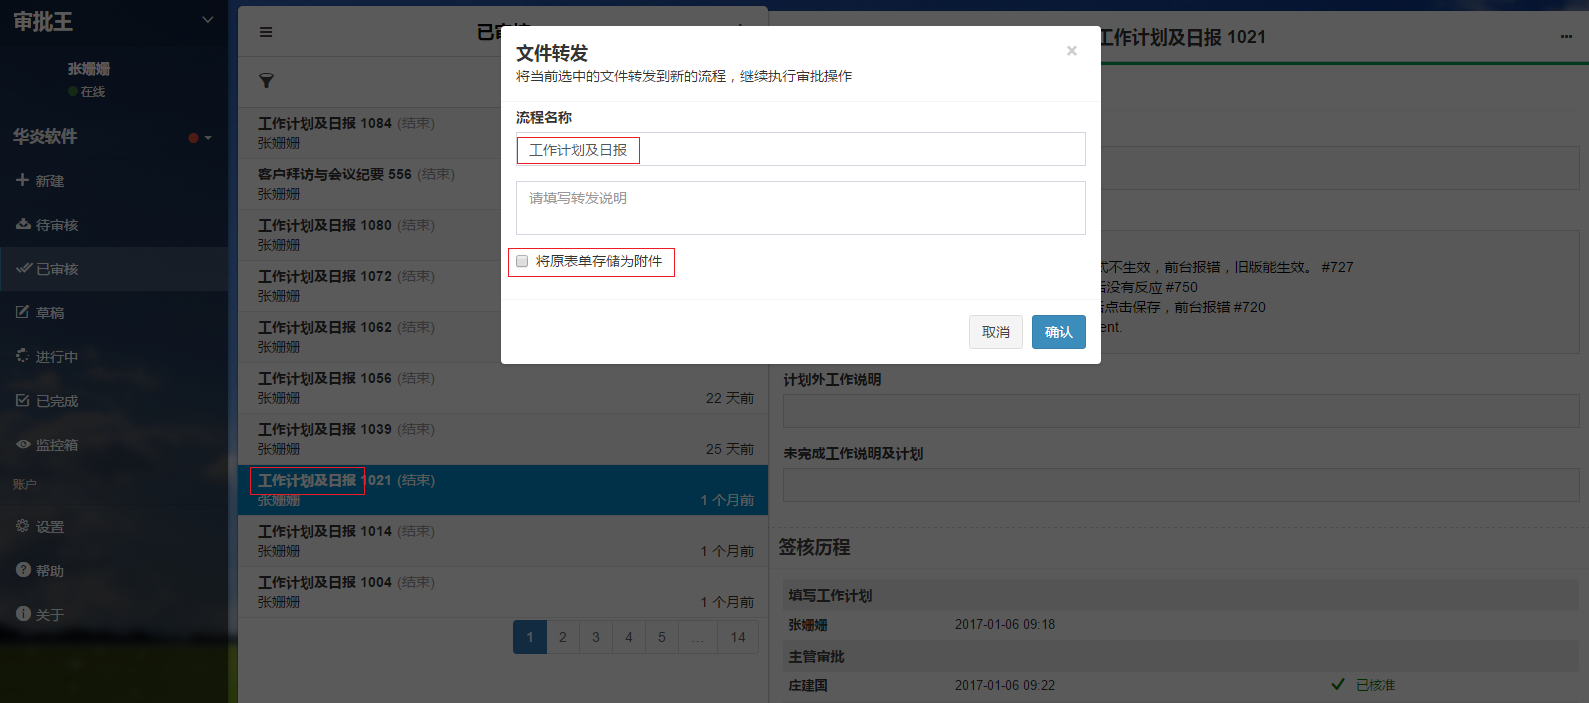 审批王
张姗姗
在线
华炎软件
新建
待审核
已审核
草稿
进行中
已完成
监控箱
账户
设置
帮助
关于
工作计划及日报 1084 (结束)
张姗姗
客户拜访与会议纪要 556 (结束)
张姗姗
工作计划及日报 1080 (结束)
张姗姗
工作计划及日报 1072 (结束)
张姗姗
工作计划及日报 1062 (结束)
张姗姗
工作计划及日报 1056 (结束)
张姗姗 22 天前
工作计划及日报 1039 (结束)
张姗姗 25 天前
工作计划及日报 1021 (结束)
张姗姗 1 个月前
工作计划及日报 1014 (结束)
张姗姗 1 个月前
工作计划及日报 1004 (结束)
张姗姗 1 个月前
1 2 3 4 5 ... 14
文件转发 ×
将当前选中的文件转发到新的流程，继续执行审批操作
流程名称
工作计划及日报
请填写转发说明
将原表单存储为附件
取消 确认
工作计划及日报 1021
式不生效，前台报错，旧版能生效。 #727
后没有反应 #750
后点击保存，前台报错 #720
ent.
计划外工作说明
未完成工作说明及计划
签核历程
填写工作计划
张姗姗 2017-01-06 09:18
主管审批
庄建国 2017-01-06 09:22 已核准